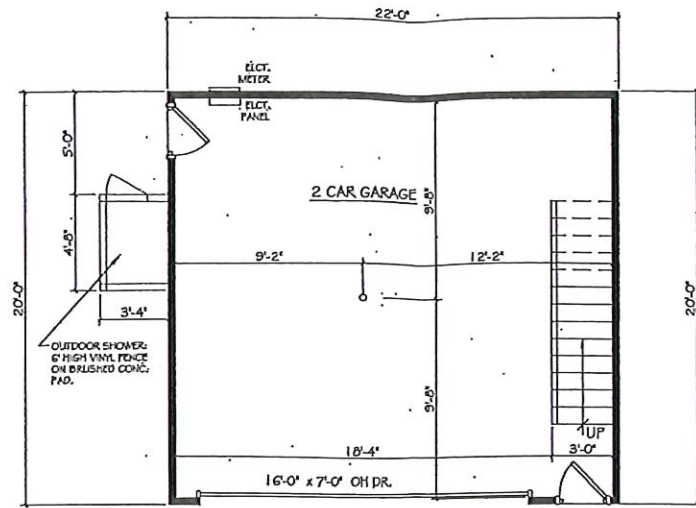 22'-0"
ELCT.
METER
ELCT.
PANEL
5'-0"
2 CAR GARAGE
9'-8"
4'-8"
9'-2"
12'-2"
20'-0"
20'-0"
3'-4"
OUTDOOR SHOWER:
6' HIGH VINYL FENCE
ON BRUSHED CONC.
PAD.
9'-8"
UP
18'-4"
3'-0"
16'-0" x 7'-0" OH DR.